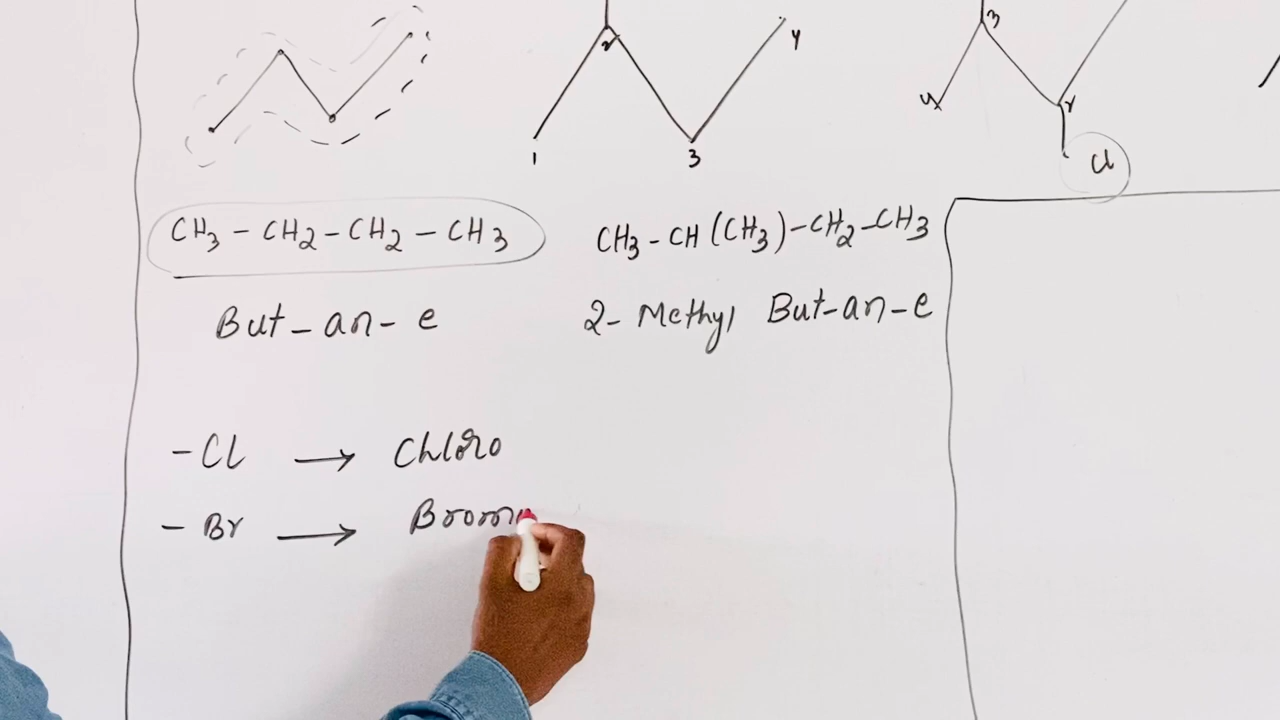 2 4
1 3
3
4 2
Cl
CH3 - CH2 - CH2 - CH3
But - an - e
CH3 - CH (CH3) - CH2 - CH3
2- Methyl But-an-e
- Cl → Chloro
- Br → Bromo